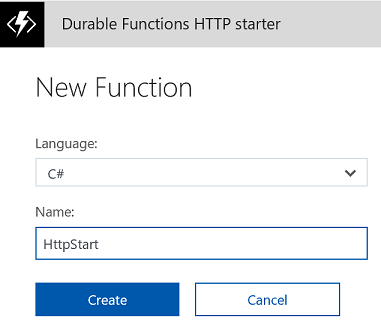 Durable Functions HTTP starter
New Function
Language:
C#
Name:
HttpStart
Create Cancel